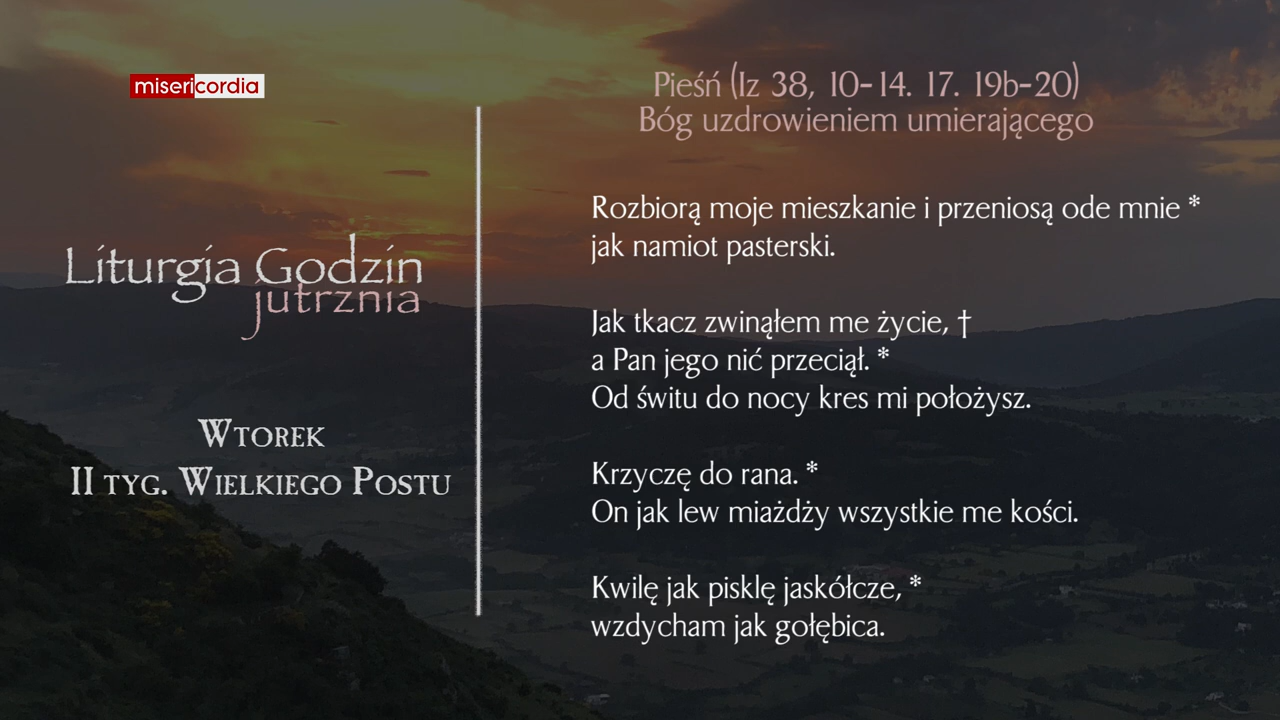 misericordia
Liturgia Godzin
jutrznia
Wtorek
II tyg. Wielkiego Postu
Pieśń (Iz 38, 10-14. 17. 19b-20)
Bóg uzdrowieniem umierającego
Rozbiorą moje mieszkanie i przeniosą ode mnie *
jak namiot pasterski.
Jak tkacz zwinąłem me życie, †
a Pan jego nić przeciął. *
Od świtu do nocy kres mi położysz.
Krzyczę do rana. *
On jak lew miażdży wszystkie me kości.
Kwilę jak pisklę jaskółcze, *
wzdycham jak gołębica.